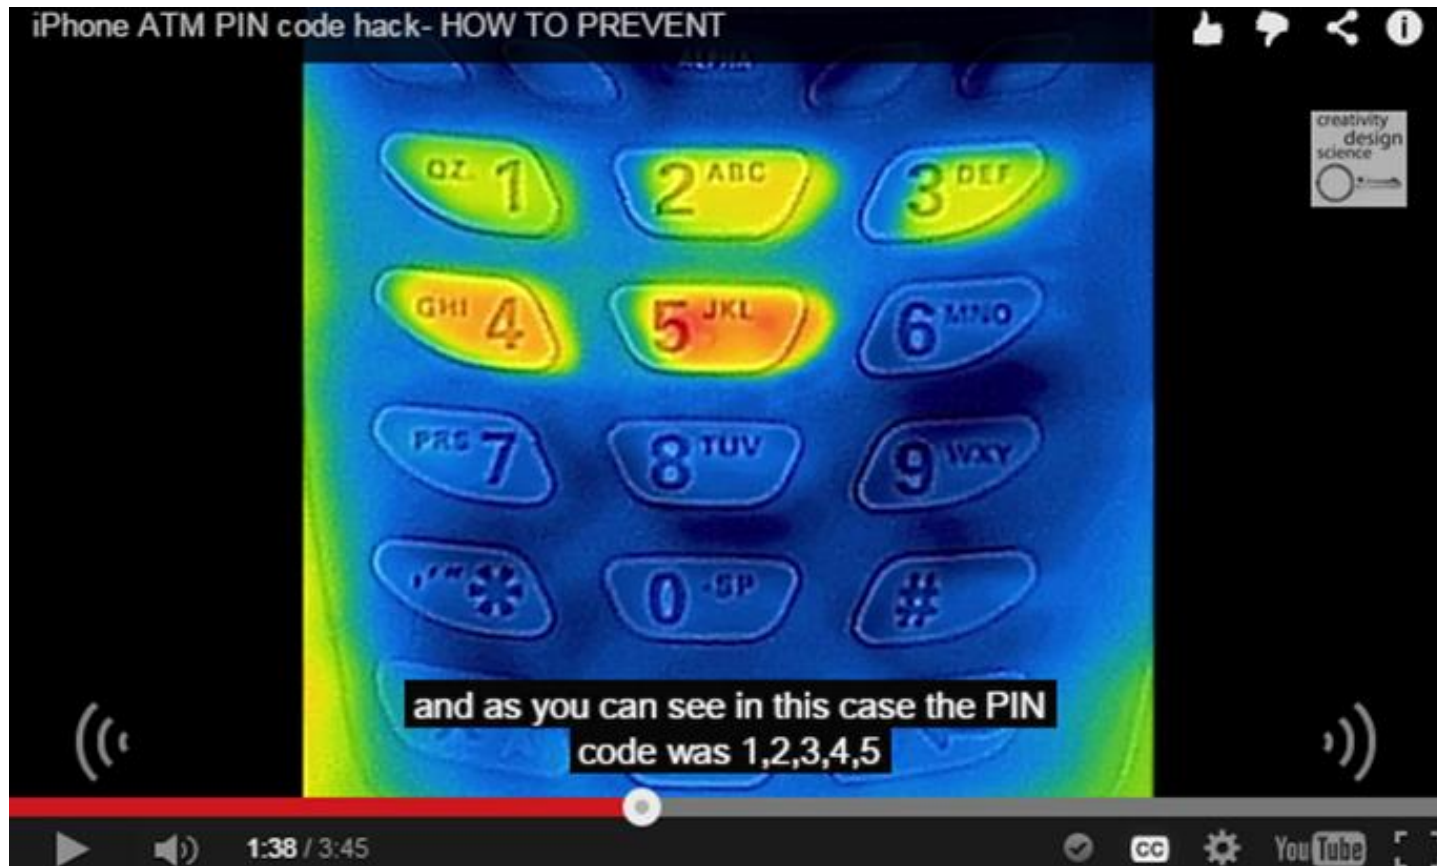 iPhone ATM PIN code hack- HOW TO PREVENT
ALPHA
creativity
design
science
QZ. 1
2 ABC
3 DEF
GHI 4
5 JKL
6 MNO
PRS 7
8 TUV
9 WXY
,'" *
0 -SP
#
and as you can see in this case the PIN
code was 1,2,3,4,5
1:38 / 3:45
CC
YouTube